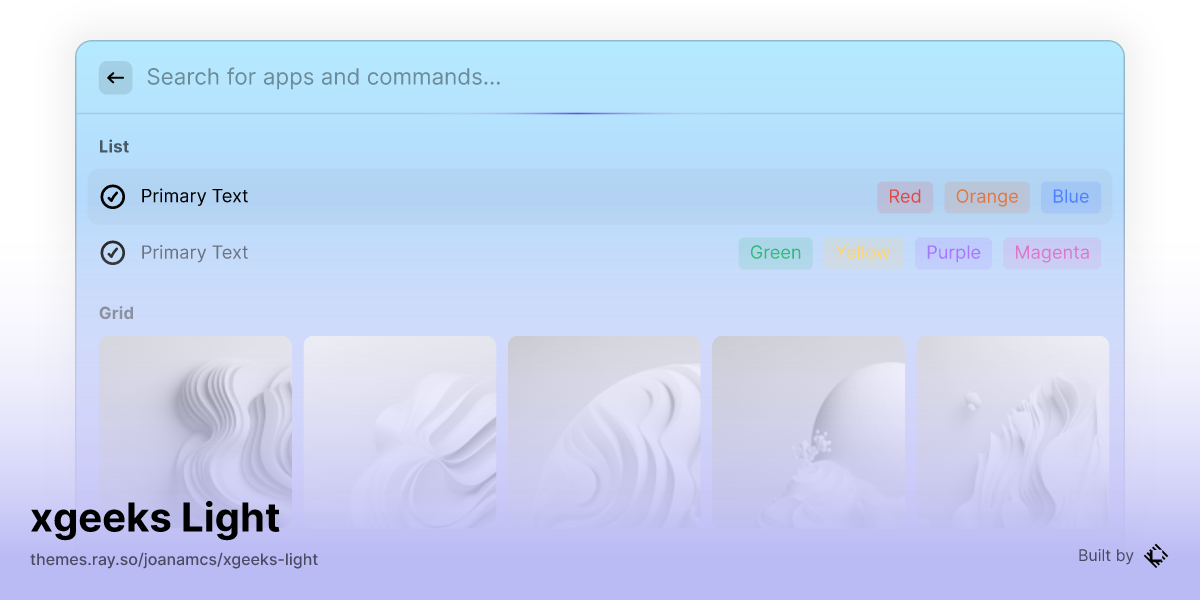 Search for apps and commands...
List
Primary Text Red Orange Blue
Primary Text Green Yellow Purple Magenta
Grid
xgeeks Light
themes.ray.so/joanamcs/xgeeks-light
Built by